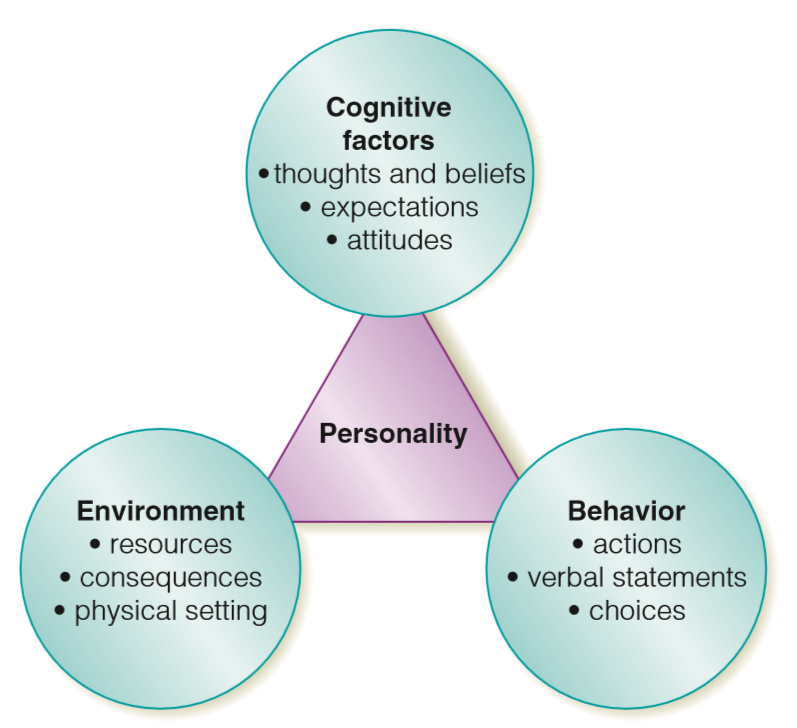 Cognitive
factors
• thoughts and beliefs
• expectations
• attitudes
Personality
Environment
• resources
• consequences
• physical setting
Behavior
• actions
• verbal statements
• choices